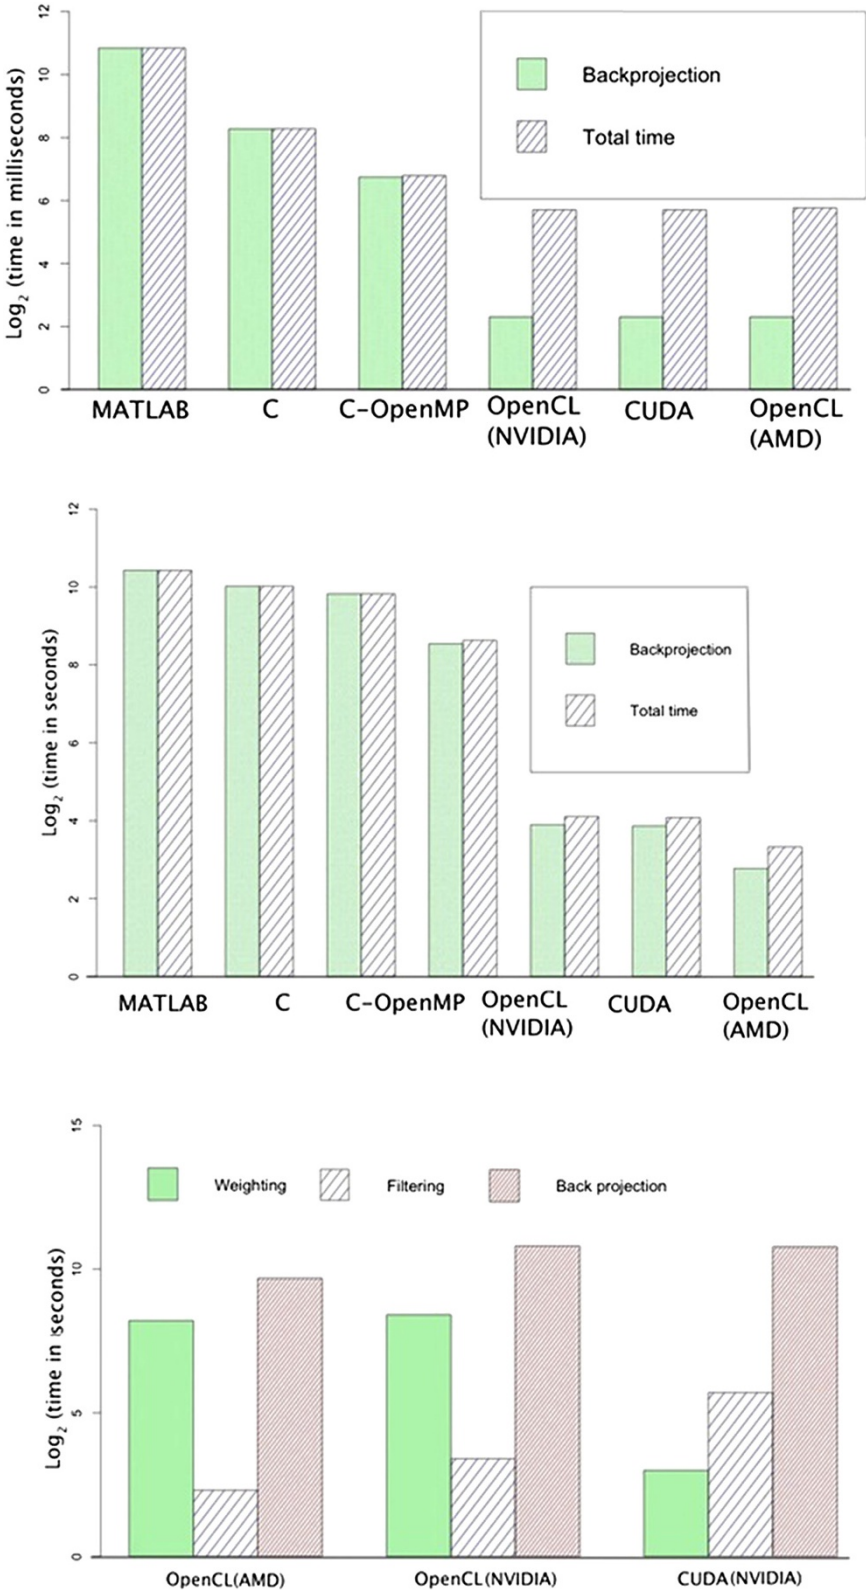 12
10
8
6
4
2
0
Log2 (time in milliseconds)
Backprojection
Total time
MATLAB C C-OpenMP OpenCL (NVIDIA) CUDA OpenCL (AMD)
12
10
8
6
4
2
0
Log2 (time in seconds)
Backprojection
Total time
MATLAB C C-OpenMP OpenCL (NVIDIA) CUDA OpenCL (AMD)
15
10
5
0
Log2 (time in seconds)
Weighting Filtering Back projection
OpenCL(AMD) OpenCL(NVIDIA) CUDA(NVIDIA)